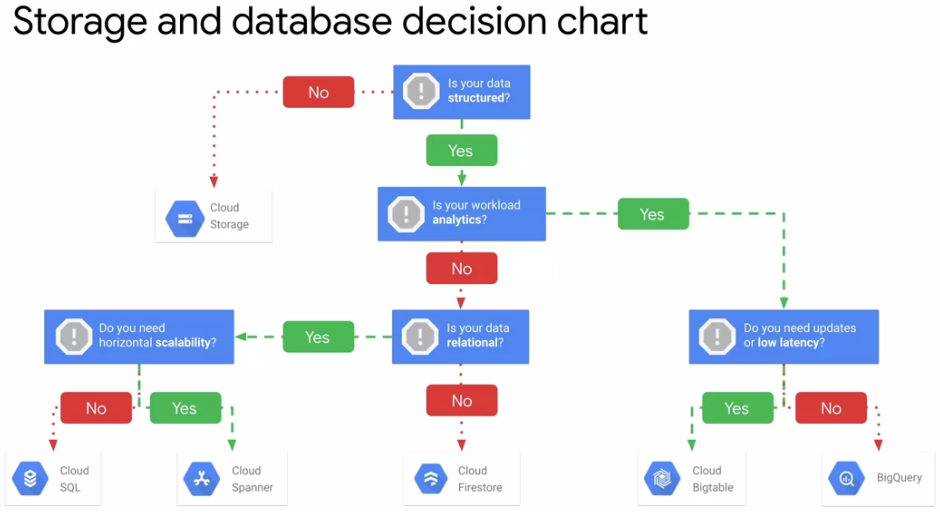 Storage and database decision chart
Is your data
structured?
No
Yes
Cloud
Storage
Is your workload
analytics?
Yes
No
Do you need
horizontal scalability?
Yes
Is your data
relational?
Do you need updates
or low latency?
No
Yes
No
Yes
No
Cloud
SQL
Cloud
Spanner
Cloud
Firestore
Cloud
Bigtable
BigQuery